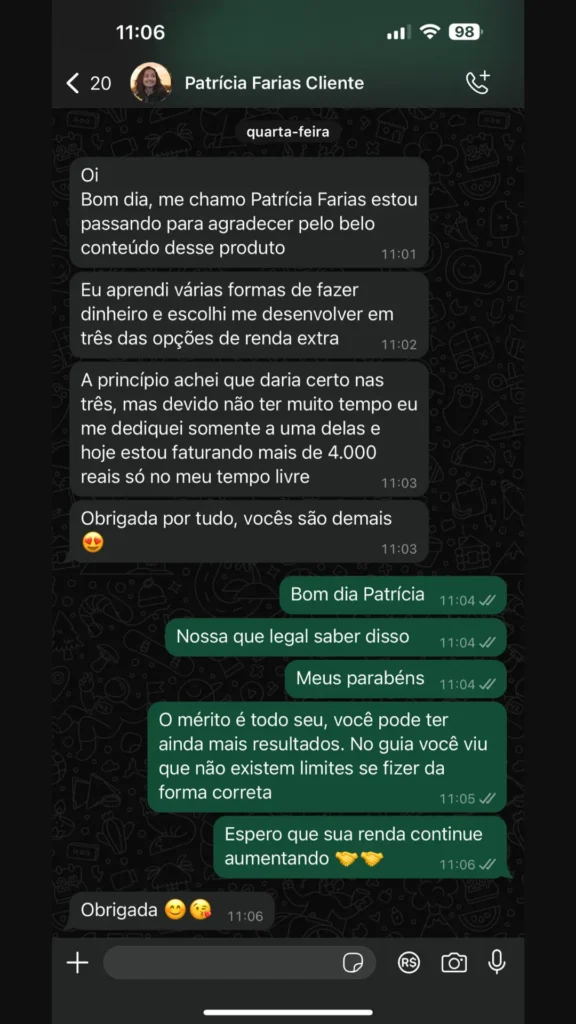 11:06
98
20
Patrícia Farias Cliente
quarta-feira
Oi
Bom dia, me chamo Patrícia Farias estou
passando para agradecer pelo belo
conteúdo desse produto
11:01
Eu aprendi várias formas de fazer
dinheiro e escolhi me desenvolver em
três das opções de renda extra
11:02
A princípio achei que daria certo nas
três, mas devido não ter muito tempo eu
me dediquei somente a uma delas e
hoje estou faturando mais de 4.000
reais só no meu tempo livre
11:03
Obrigada por tudo, vocês são demais
😍
11:03
Bom dia Patrícia
11:04
Nossa que legal saber disso
11:04
Meus parabéns
11:04
O mérito é todo seu, você pode ter
ainda mais resultados. No guia você viu
que não existem limites se fizer da
forma correta
11:05
Espero que sua renda continue
aumentando 🤝🤝
11:06
Obrigada 😊😘
11:06
R$